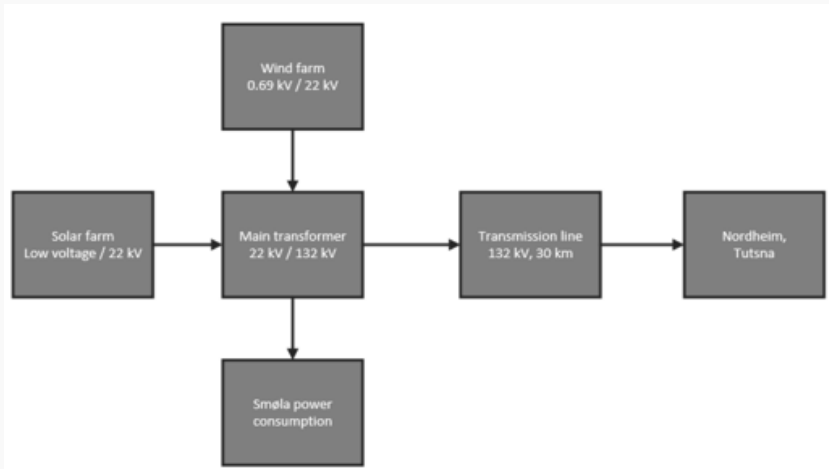 Wind farm
0.69 kV / 22 kV
Solar farm
Low voltage / 22 kV
Main transformer
22 kV / 132 kV
Transmission line
132 kV, 30 km
Nordheim,
Tutsna
Smøla power
consumption